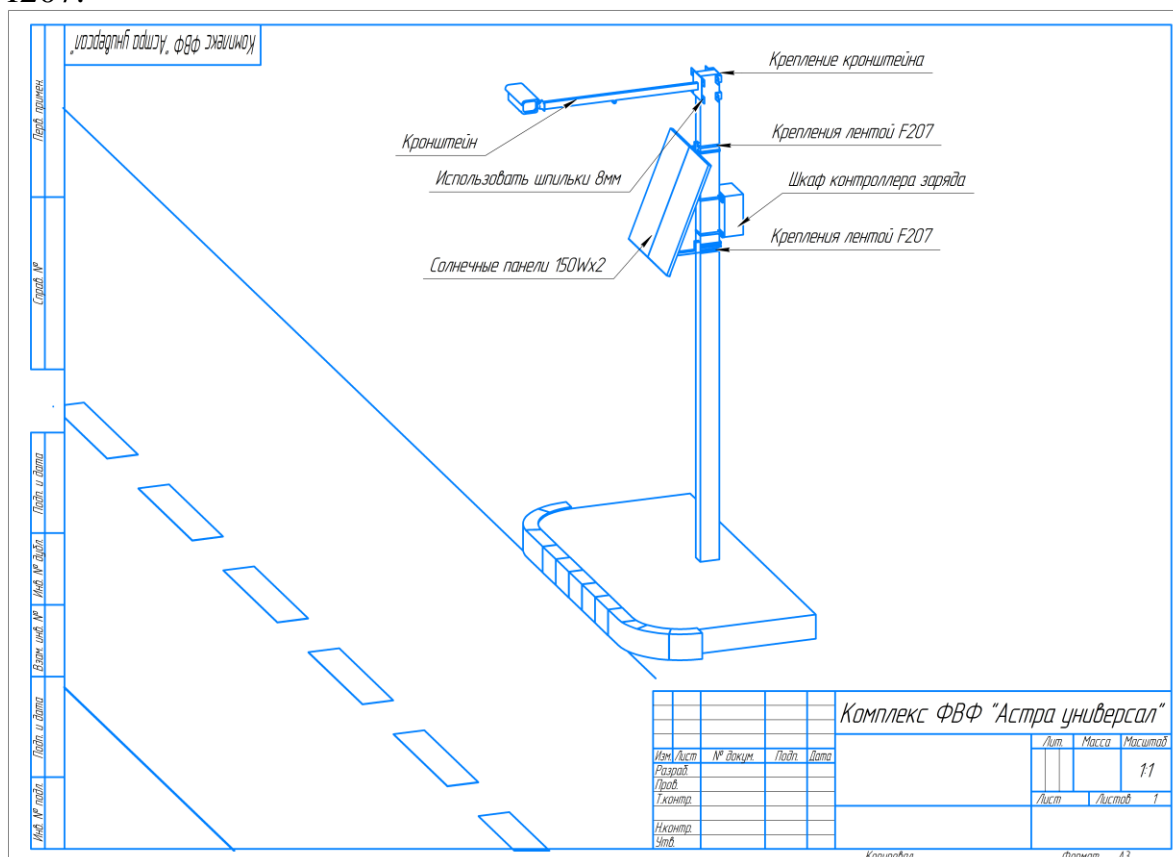 1207.
Комплекс ФВФ "Астра универсал"
Перв. примен.
Справ. №
Подп. и дата
Инв. № дубл.
Взам. инв. №
Подп. и дата
Инв. № подл.
Крепление кронштейна
Кронштейн
Крепления лентой F207
Использовать шпильки 8мм
Шкаф контроллера заряда
Крепления лентой F207
Солнечные панели 150Wx2
Комплекс ФВФ "Астра универсал"
Лит. Масса Масштаб
Изм. Лист № докум. Подп. Дата
1:1
Разраб.
Пров.
Т.контр.
Лист Листов 1
Н.контр.
Утв.
Копировал Формат А3